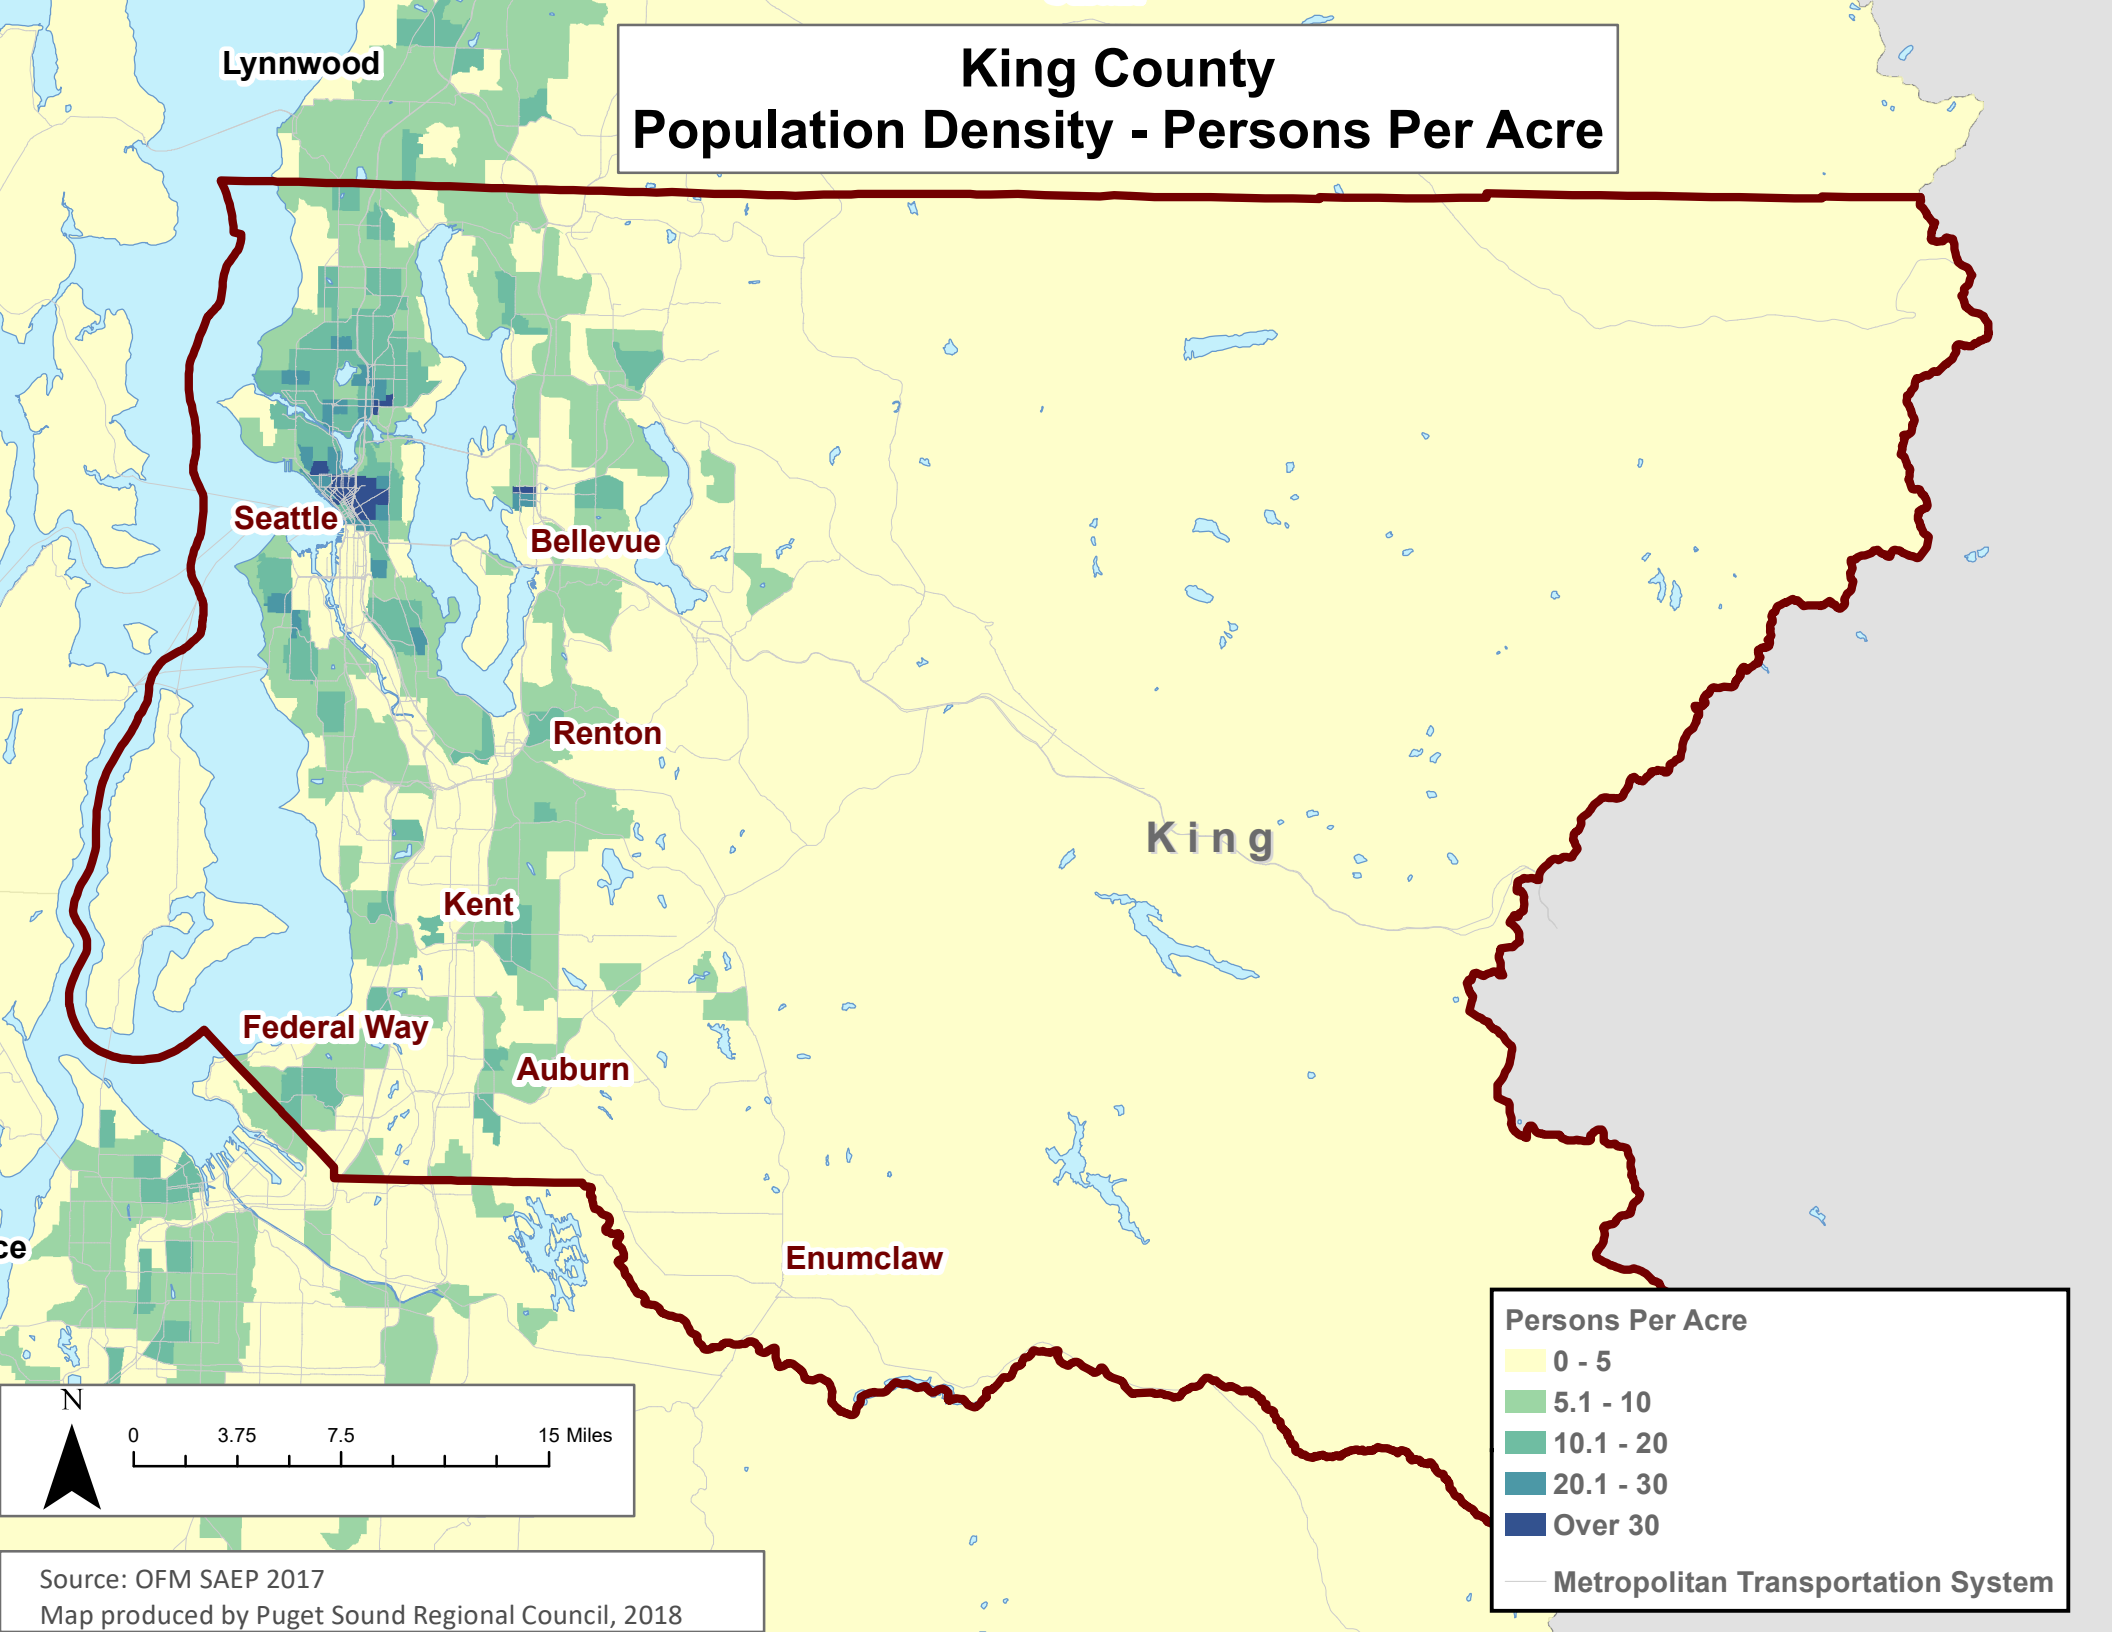 Lynnwood
King County
Population Density - Persons Per Acre
Seattle
Bellevue
Renton
King
Kent
Federal Way
Auburn
ce
Enumclaw
Persons Per Acre
0 - 5
5.1 - 10
10.1 - 20
20.1 - 30
Over 30
Metropolitan Transportation System
N
0 3.75 7.5 15 Miles
Source: OFM SAEP 2017
Map produced by Puget Sound Regional Council, 2018